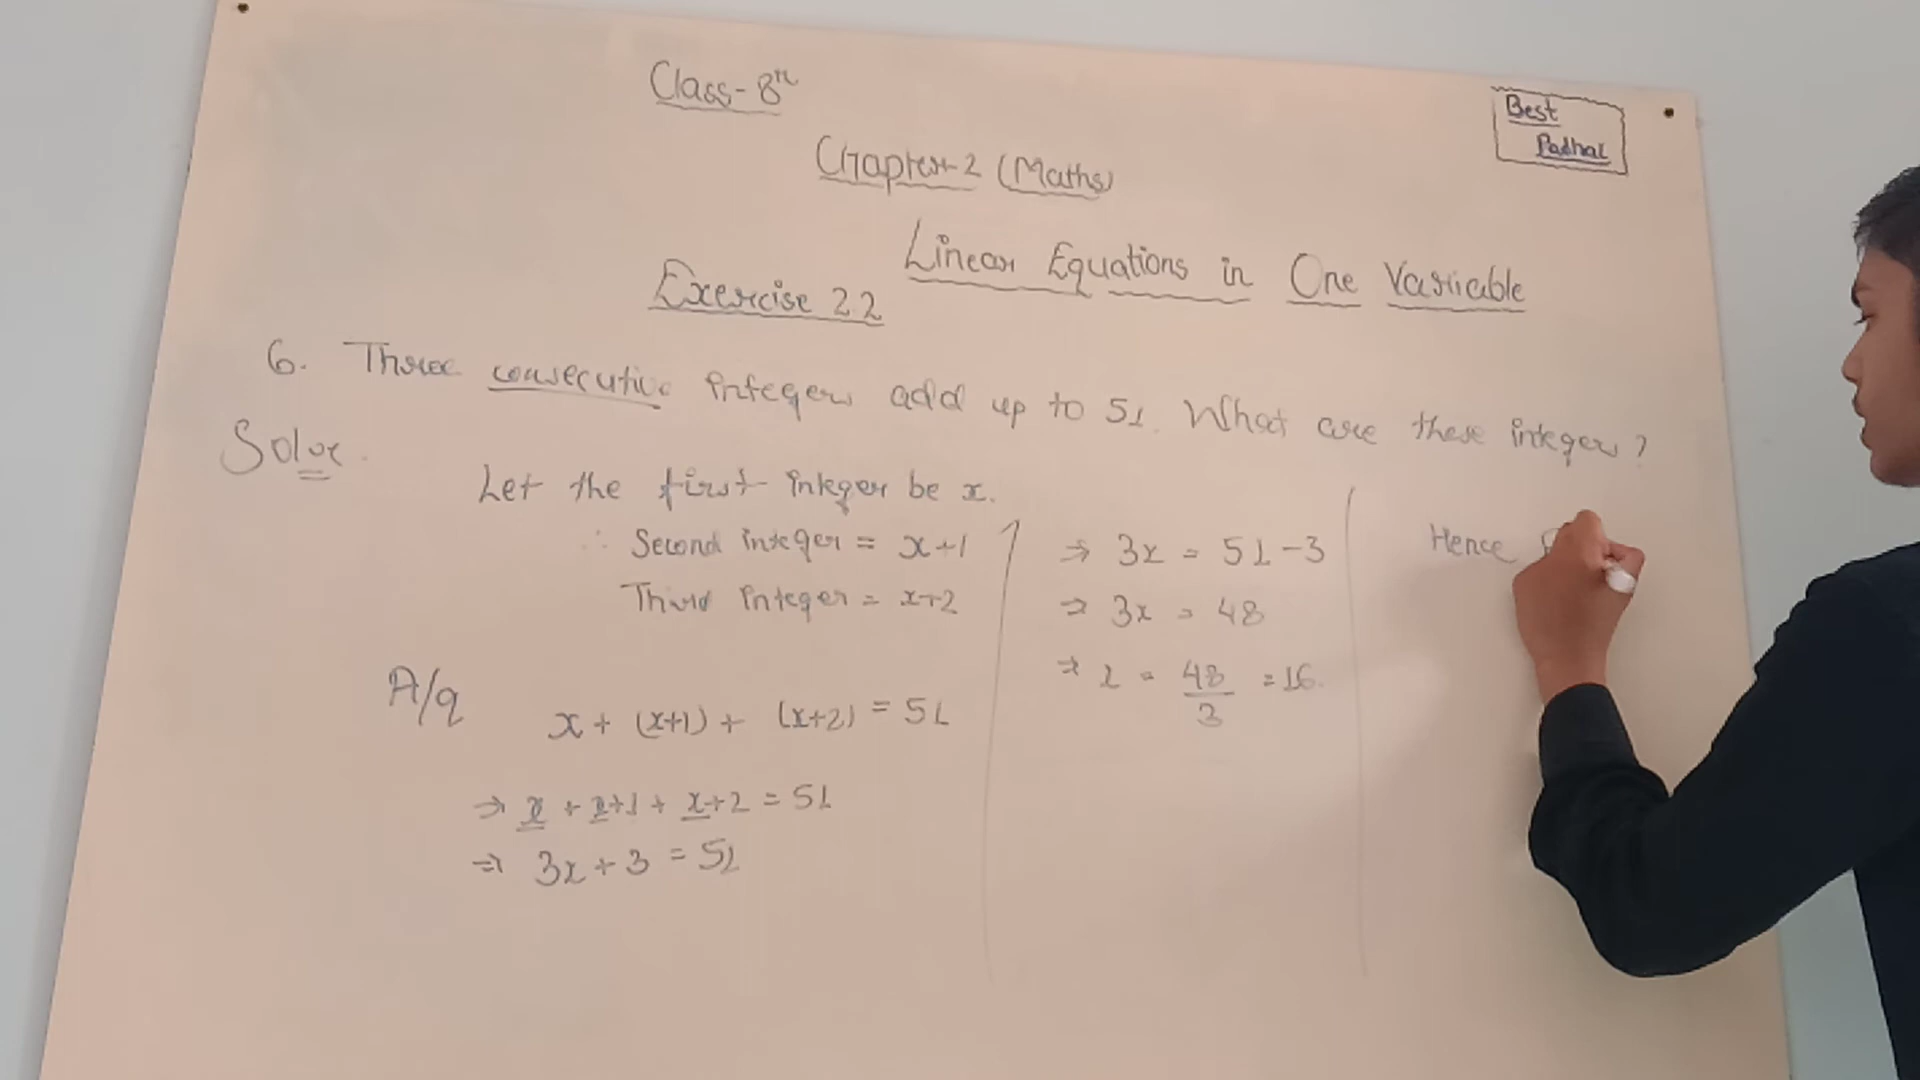 Class-8th
Best
Padhai
Chapter-2 (Maths)
Linear Equations in One Variable
Exercise 2.2
6. Three consecutive integers add up to 51. What are these integers?
Solve
Let the first integer be x.
∴ Second integer = x+1
Third integer = x+2
A/q
x + (x+1) + (x+2) = 51
⇒ x + x+1 + x+2 = 51
⇒ 3x + 3 = 51
⇒ 3x = 51-3
⇒ 3x = 48
⇒ x = 48/3 = 16.
Hence